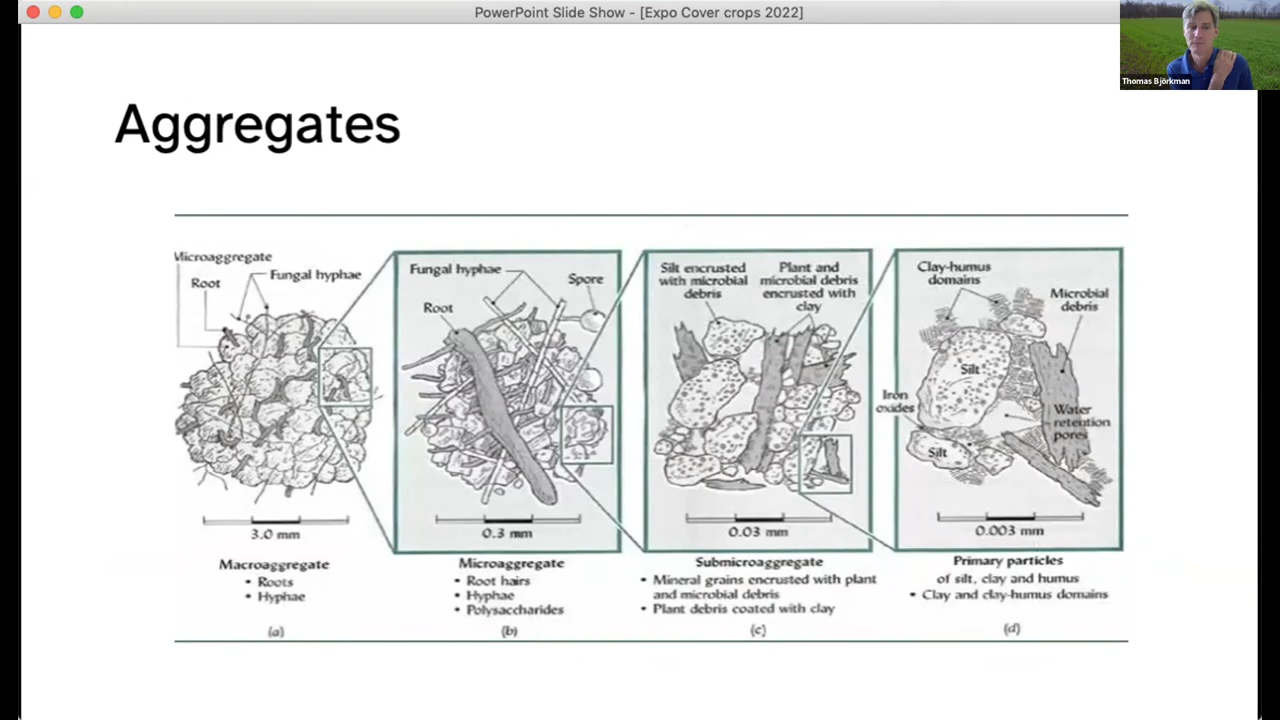 PowerPoint Slide Show - [Expo Cover crops 2022]
Thomas Björkman
Aggregates
Microaggregate
Root
Fungal hyphae
3.0 mm
Macroaggregate
• Roots
• Hyphae
(a)
Fungal hyphae
Spore
Root
0.3 mm
Microaggregate
• Root hairs
• Hyphae
• Polysaccharides
(b)
Silt encrusted
with microbial
debris
Plant and
microbial debris
encrusted with
clay
0.03 mm
Submicroaggregate
• Mineral grains encrusted with plant
and microbial debris
• Plant debris coated with clay
(c)
Clay-humus
domains
Microbial
debris
Silt
Iron
oxides
Water
retention
pores
Silt
0.003 mm
Primary particles
of silt, clay and humus
• Clay and clay-humus domains
(d)